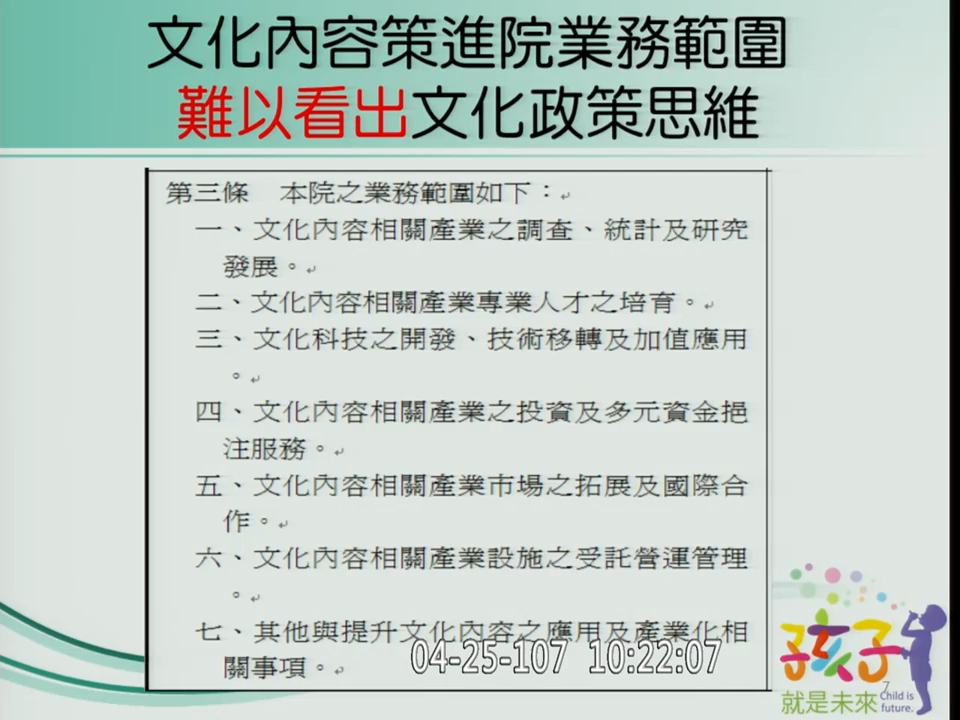 文化內容策進院業務範圍
難以看出文化政策思維
第三條 本院之業務範圍如下：
一、文化內容相關產業之調查、統計及研究
發展。
二、文化內容相關產業專業人才之培育。
三、文化科技之開發、技術移轉及加值應用
。
四、文化內容相關產業之投資及多元資金挹
注服務。
五、文化內容相關產業市場之拓展及國際合
作。
六、文化內容相關產業設施之受託營運管理
。
七、其他與提升文化內容之應用及產業化相
關事項。
04-25-107 10:22:07
孩子
7
就是未來
Child is
future.